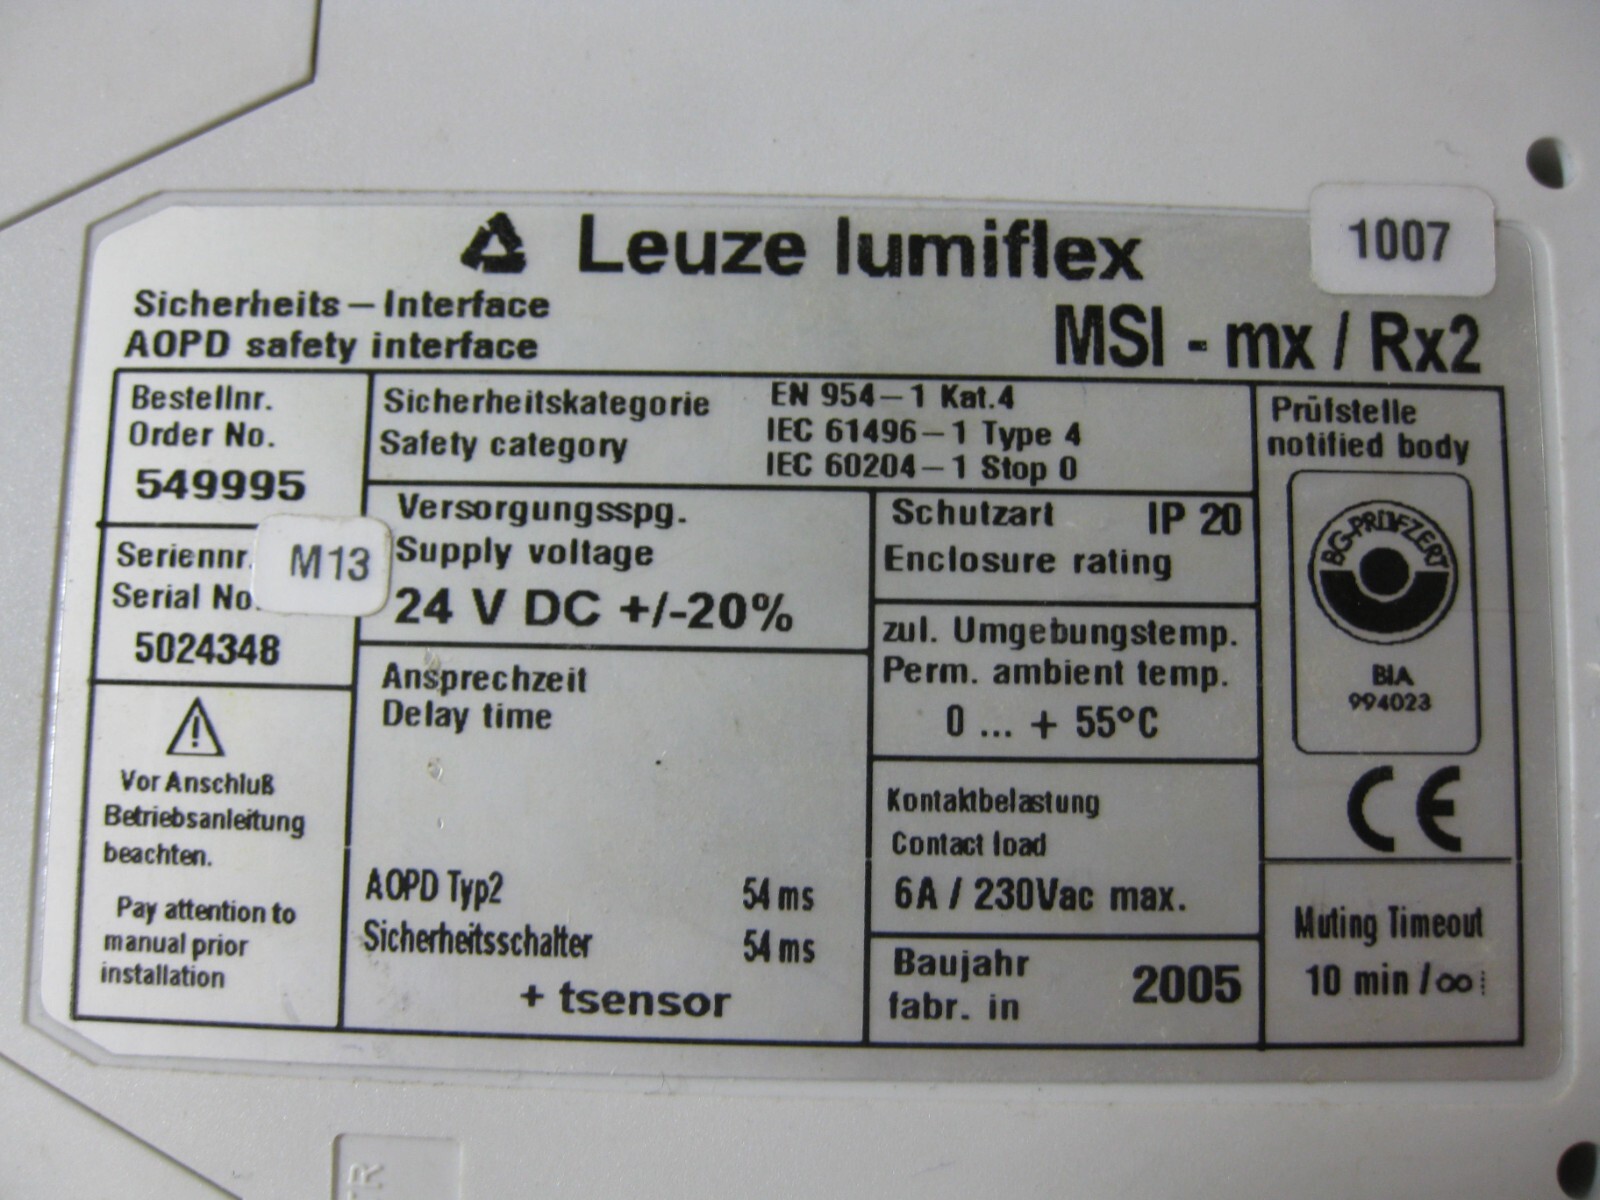 Leuze lumiflex
1007
Sicherheits – Interface
AOPD safety interface
MSI - mx / Rx2
Bestellnr.
Order No.
549995
Seriennr.
Serial No.
M13
5024348
Vor Anschluß
Betriebsanleitung
beachten.
Pay attention to
manual prior
installation
Sicherheitskategorie
Safety category
EN 954–1 Kat.4
IEC 61496–1 Type 4
IEC 60204–1 Stop 0
Versorgungsspg.
Supply voltage
24 V DC +/-20%
Ansprechzeit
Delay time
AOPD Typ2 54 ms
Sicherheitsschalter 54 ms
+ tsensor
Schutzart IP 20
Enclosure rating
zul. Umgebungstemp.
Perm. ambient temp.
0 ... + 55°C
Kontaktbelastung
Contact load
6A / 230Vac max.
Baujahr
fabr. in
2005
Prüfstelle
notified body
BG-PRÜFZERT
BIA
994023
CE
Muting Timeout
10 min / ∞